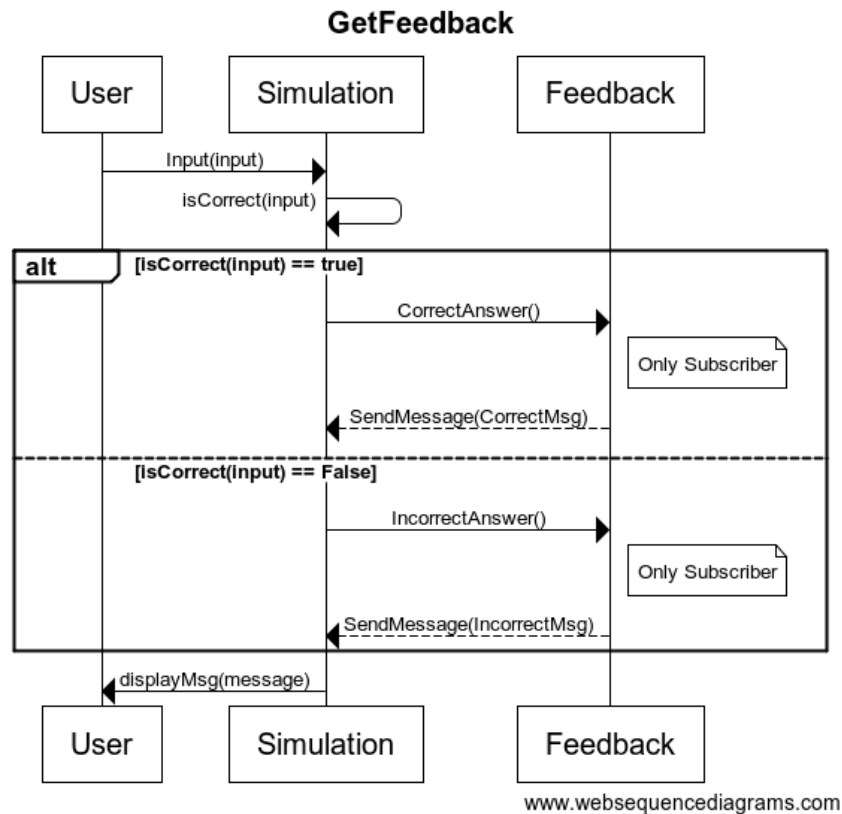 GetFeedback
User
Simulation
Feedback
Input(input)
isCorrect(input)
alt
[isCorrect(input) == true]
CorrectAnswer()
Only Subscriber
SendMessage(CorrectMsg)
[isCorrect(input) == False]
IncorrectAnswer()
Only Subscriber
SendMessage(IncorrectMsg)
displayMsg(message)
User
Simulation
Feedback
www.websequencediagrams.com